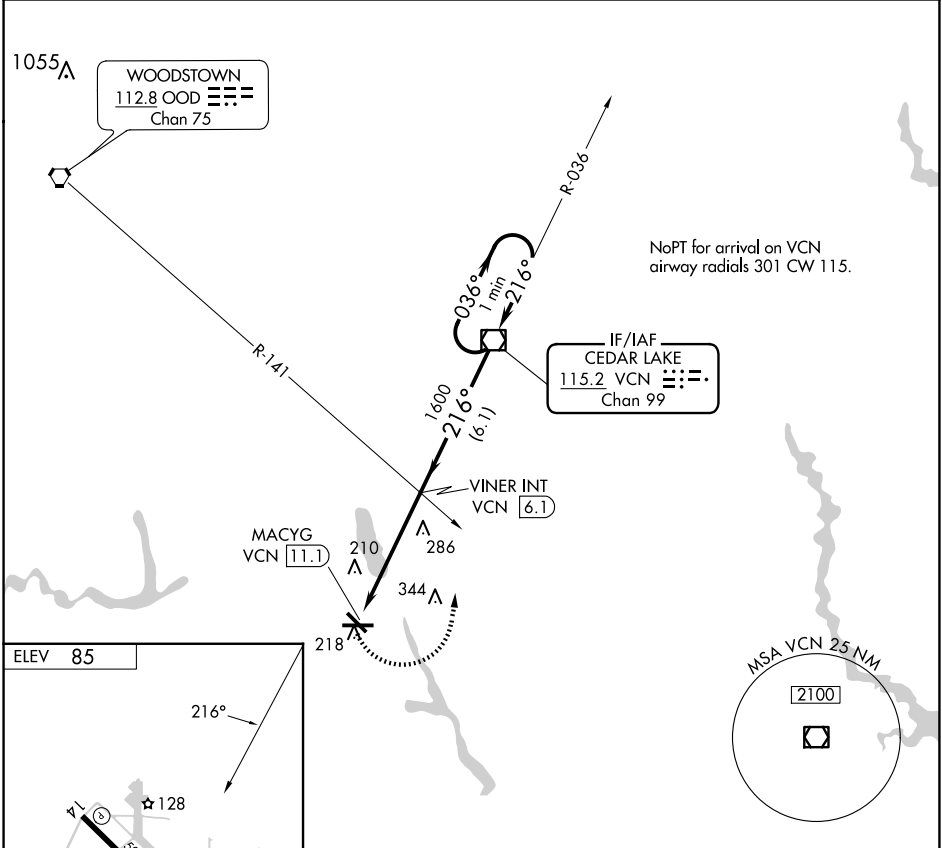 1055
WOODSTOWN
112.8 OOD
Chan 75
R-036
NoPT for arrival on VCN
airway radials 301 CW 115.
036°
1 min
216°
IF/IAF
CEDAR LAKE
115.2 VCN
Chan 99
R-141
1600
216°
(6.1)
VINER INT
VCN 6.1
MACYG
VCN 11.1
210
286
344
218
ELEV 85
216°
MSA VCN 25 NM
2100
128
14
P